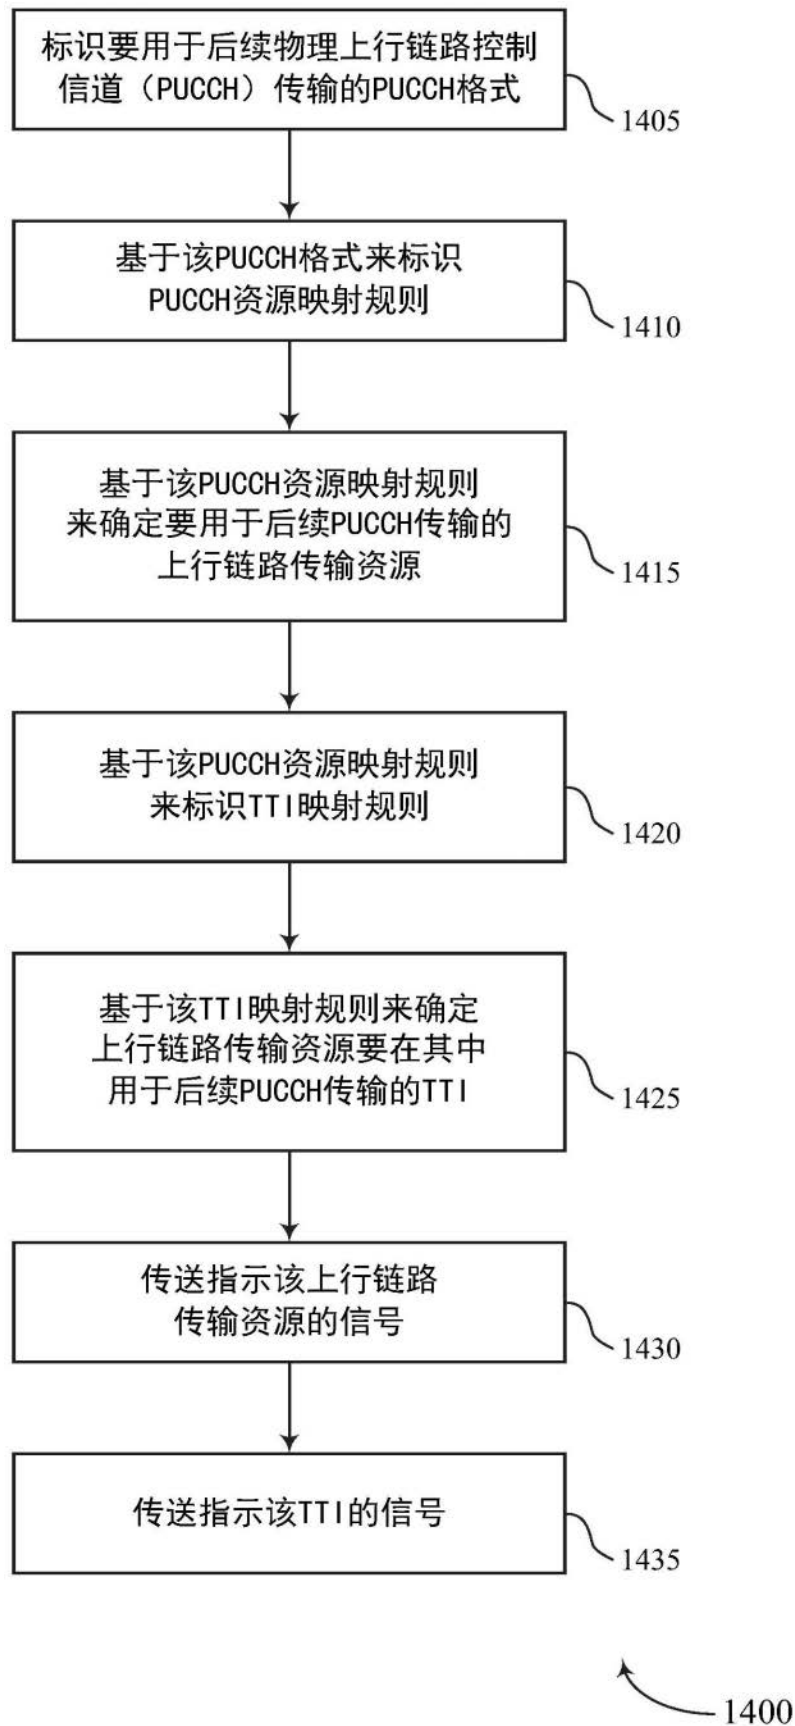 标识要用于后续物理上行链路控制
信道（PUCCH）传输的PUCCH格式
1405
基于该PUCCH格式来标识
PUCCH资源映射规则
1410
基于该PUCCH资源映射规则
来确定要用于后续PUCCH传输的
上行链路传输资源
1415
基于该PUCCH资源映射规则
来标识TTI映射规则
1420
基于该TTI映射规则来确定
上行链路传输资源要在其中
用于后续PUCCH传输的TTI
1425
传送指示该上行链路
传输资源的信号
1430
传送指示该TTI的信号
1435
1400